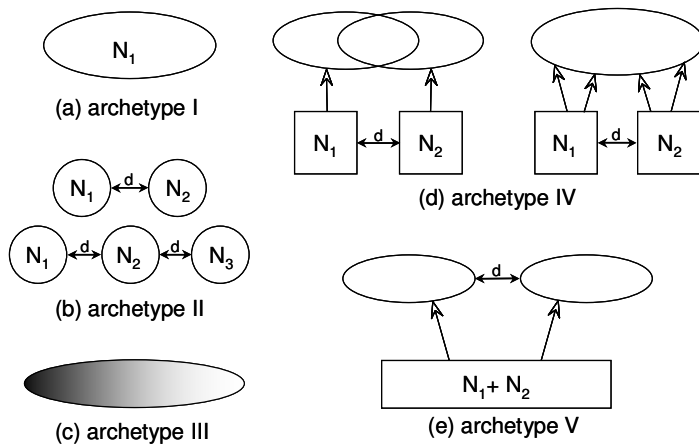 N₁
(a) archetype I
N₁ d N₂
N₁ d N₂ d N₃
(b) archetype II
(c) archetype III
N₁ d N₂ N₁ d N₂
(d) archetype IV
d
N₁+ N₂
(e) archetype V